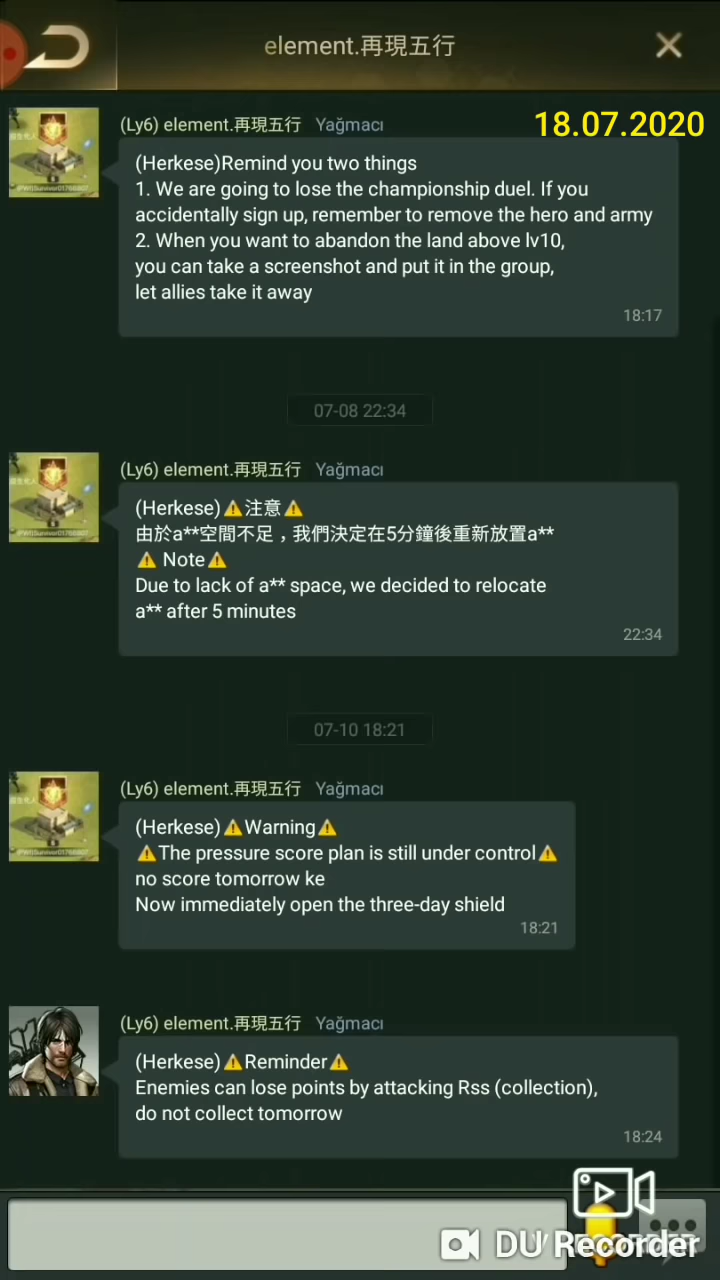 element.再現五行
18.07.2020
(Ly6) element.再現五行 Yağmacı
(Herkese)Remind you two things
1. We are going to lose the championship duel. If you
accidentally sign up, remember to remove the hero and army
2. When you want to abandon the land above lv10,
you can take a screenshot and put it in the group,
let allies take it away
18:17
07-08 22:34
(Ly6) element.再現五行 Yağmacı
(Herkese)⚠注意⚠
由於a**空間不足，我們決定在5分鐘後重新放置a**
⚠ Note⚠
Due to lack of a** space, we decided to relocate
a** after 5 minutes
22:34
07-10 18:21
(Ly6) element.再現五行 Yağmacı
(Herkese)⚠Warning⚠
⚠The pressure score plan is still under control⚠
no score tomorrow ke
Now immediately open the three-day shield
18:21
(Ly6) element.再現五行 Yağmacı
(Herkese)⚠Reminder⚠
Enemies can lose points by attacking Rss (collection),
do not collect tomorrow
18:24
DU Recorder